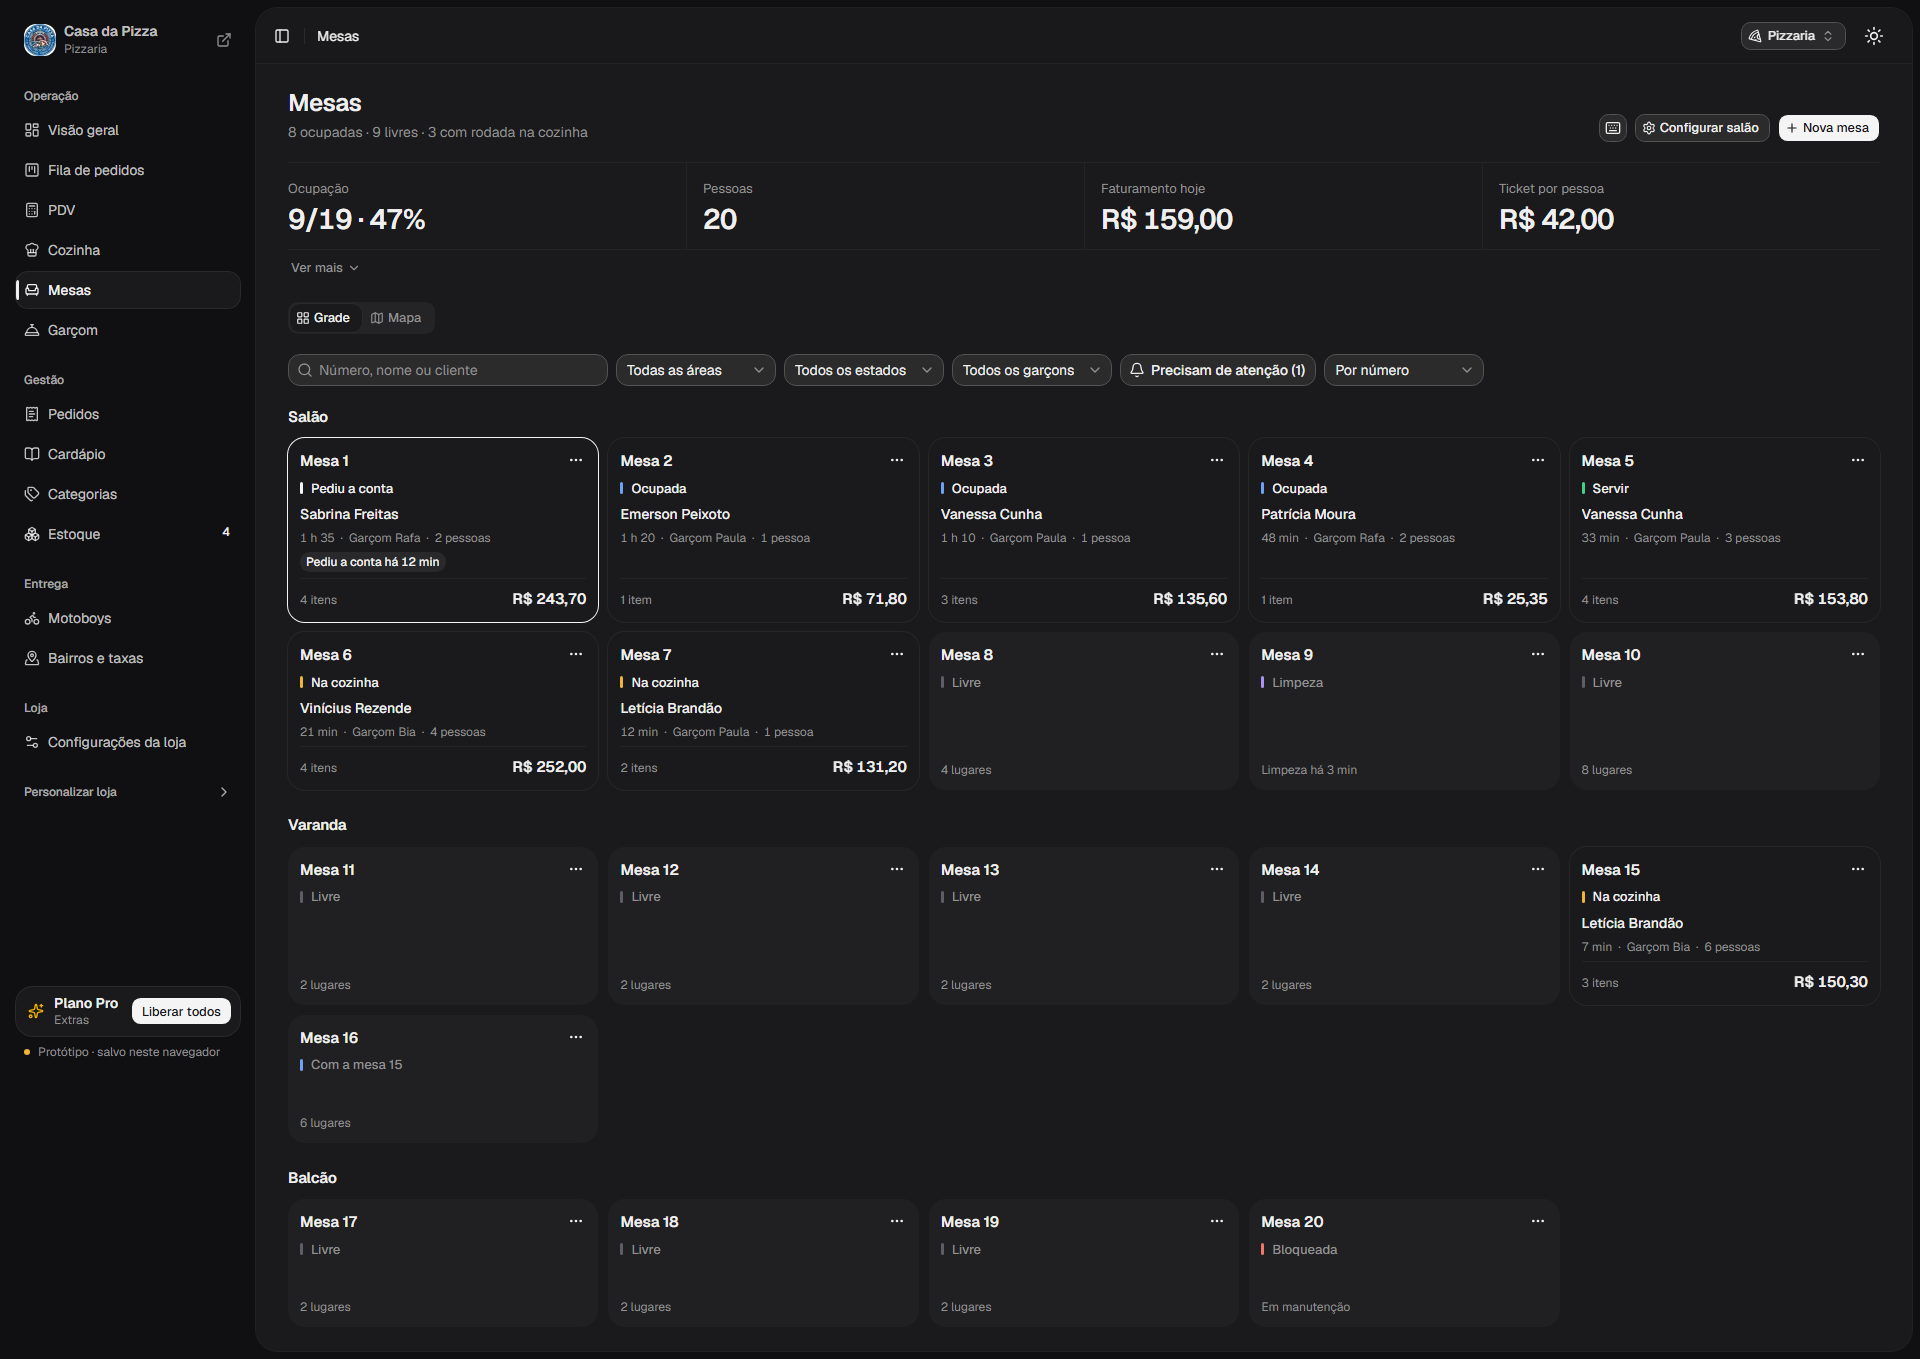 Casa da Pizza
Pizzaria
Operação
Visão geral
Fila de pedidos
PDV
Cozinha
Mesas
Garçom
Gestão
Pedidos
Cardápio
Categorias
Estoque 4
Entrega
Motoboys
Bairros e taxas
Loja
Configurações da loja
Personalizar loja
Plano Pro
Extras
Liberar todos
Protótipo · salvo neste navegador
Mesas
Pizzaria
Mesas
8 ocupadas · 9 livres · 3 com rodada na cozinha
Configurar salão
Nova mesa
Ocupação
9/19 · 47%
Pessoas
20
Faturamento hoje
R$ 159,00
Ticket por pessoa
R$ 42,00
Ver mais
Grade
Mapa
Número, nome ou cliente
Todas as áreas
Todos os estados
Todos os garçons
Precisam de atenção (1)
Por número
Salão
Mesa 1
Pediu a conta
Sabrina Freitas
1 h 35 · Garçom Rafa · 2 pessoas
Pediu a conta há 12 min
4 itens R$ 243,70
Mesa 2
Ocupada
Emerson Peixoto
1 h 20 · Garçom Paula · 1 pessoa
1 item R$ 71,80
Mesa 3
Ocupada
Vanessa Cunha
1 h 10 · Garçom Paula · 1 pessoa
3 itens R$ 135,60
Mesa 4
Ocupada
Patrícia Moura
48 min · Garçom Rafa · 2 pessoas
1 item R$ 25,35
Mesa 5
Servir
Vanessa Cunha
33 min · Garçom Paula · 3 pessoas
4 itens R$ 153,80
Mesa 6
Na cozinha
Vinícius Rezende
21 min · Garçom Bia · 4 pessoas
4 itens R$ 252,00
Mesa 7
Na cozinha
Letícia Brandão
12 min · Garçom Paula · 1 pessoa
2 itens R$ 131,20
Mesa 8
Livre
4 lugares
Mesa 9
Limpeza
Limpeza há 3 min
Mesa 10
Livre
8 lugares
Varanda
Mesa 11
Livre
2 lugares
Mesa 12
Livre
2 lugares
Mesa 13
Livre
2 lugares
Mesa 14
Livre
2 lugares
Mesa 15
Na cozinha
Letícia Brandão
7 min · Garçom Bia · 6 pessoas
3 itens R$ 150,30
Mesa 16
Com a mesa 15
6 lugares
Balcão
Mesa 17
Livre
2 lugares
Mesa 18
Livre
2 lugares
Mesa 19
Livre
2 lugares
Mesa 20
Bloqueada
Em manutenção